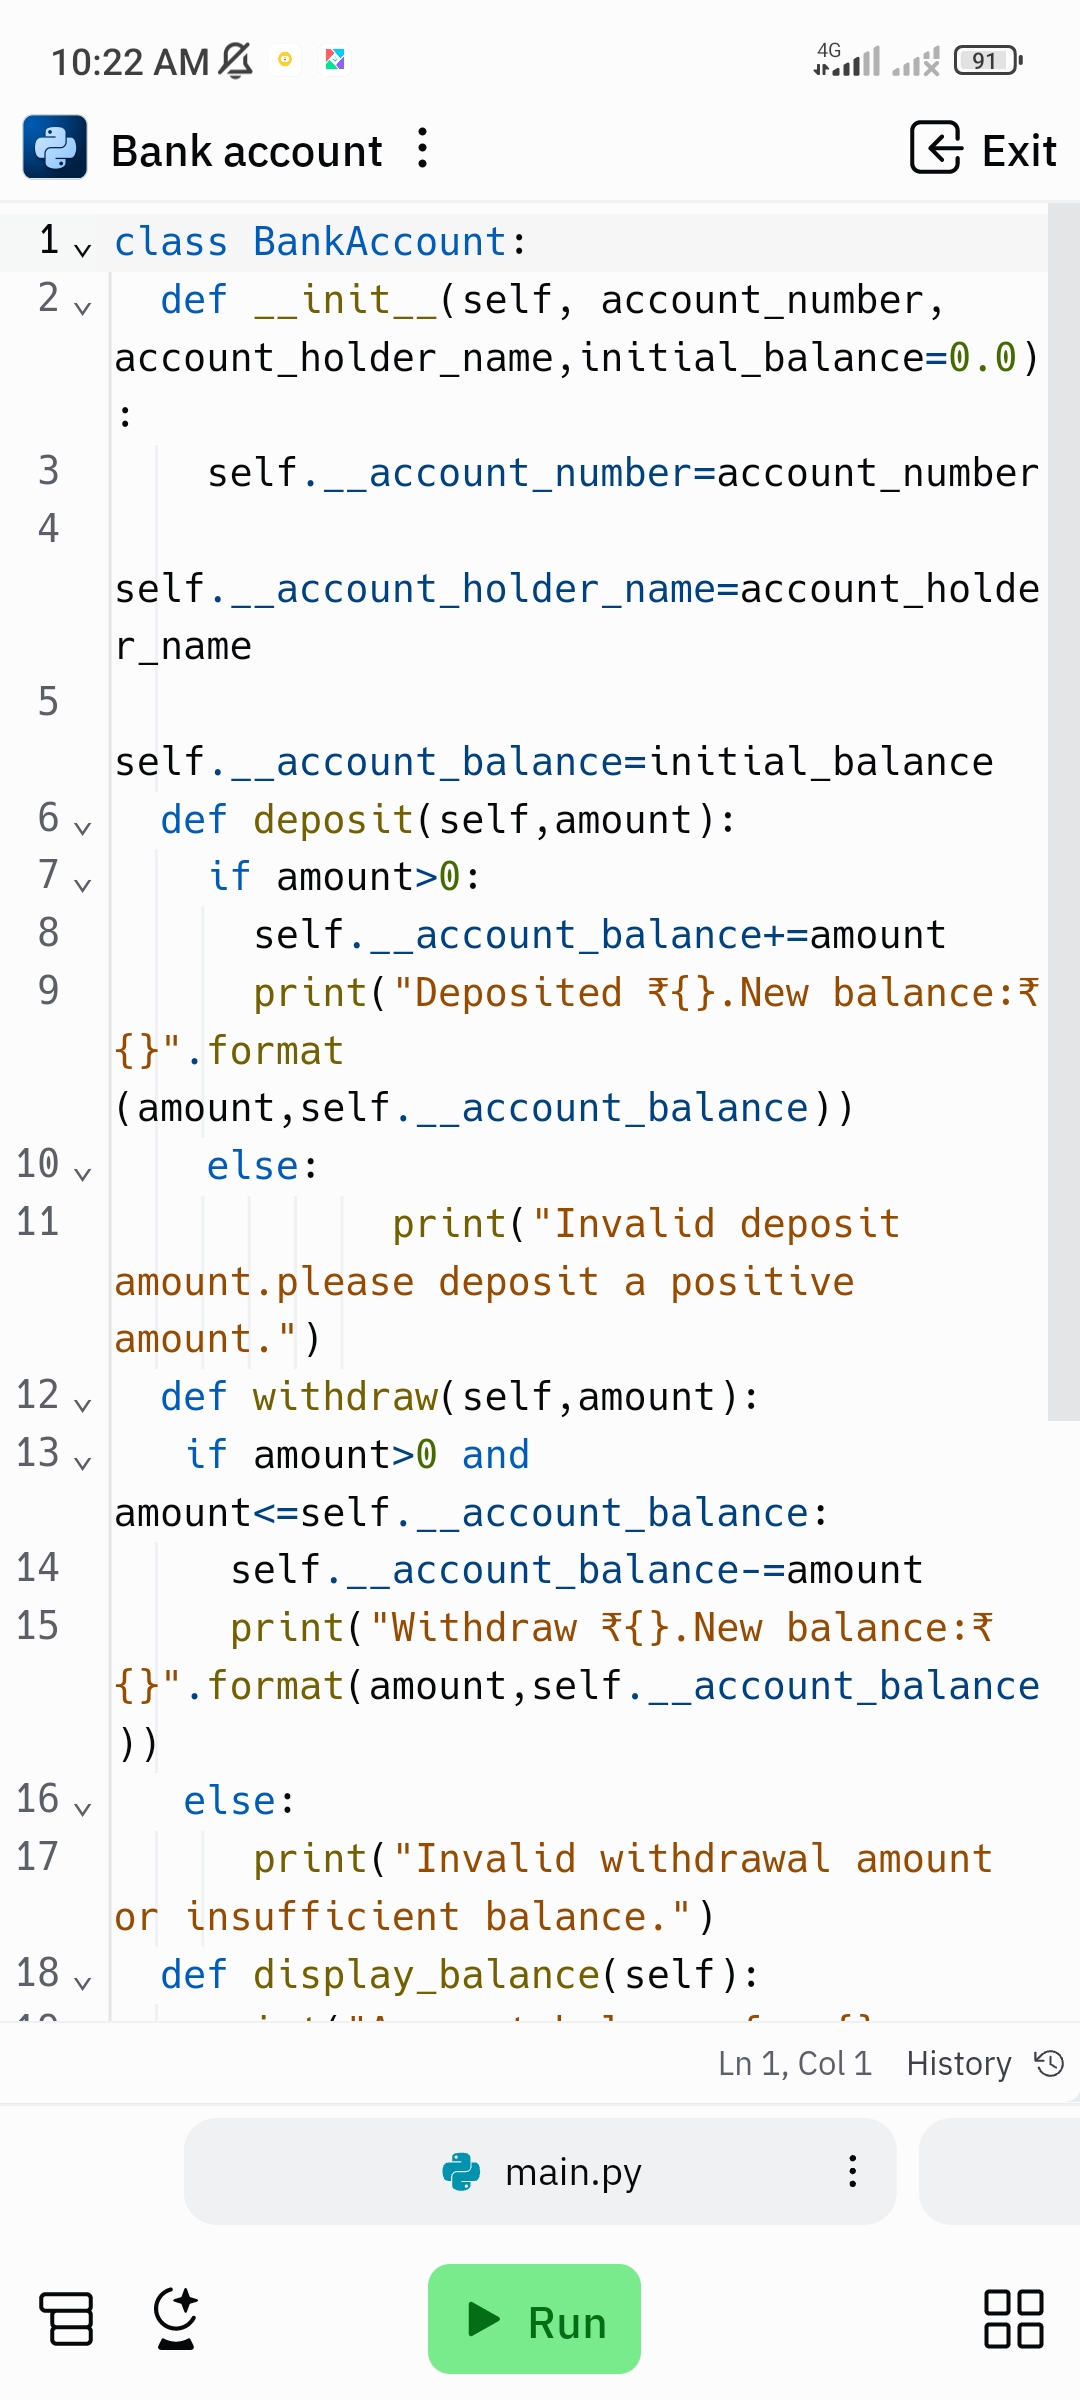 10:22 AM 4G 91
Bank account Exit
1 class BankAccount:
2 def __init__(self, account_number,
account_holder_name,initial_balance=0.0)
:
3 self.__account_number=account_number
4
self.__account_holder_name=account_holde
r_name
5
self.__account_balance=initial_balance
6 def deposit(self,amount):
7 if amount>0:
8 self.__account_balance+=amount
9 print("Deposited ₹{}.New balance:₹
{}".format
(amount,self.__account_balance))
10 else:
11 print("Invalid deposit
amount.please deposit a positive
amount.")
12 def withdraw(self,amount):
13 if amount>0 and
amount<=self.__account_balance:
14 self.__account_balance-=amount
15 print("Withdraw ₹{}.New balance:₹
{}".format(amount,self.__account_balance
))
16 else:
17 print("Invalid withdrawal amount
or insufficient balance.")
18 def display_balance(self):
Ln 1, Col 1 History
main.py
Run